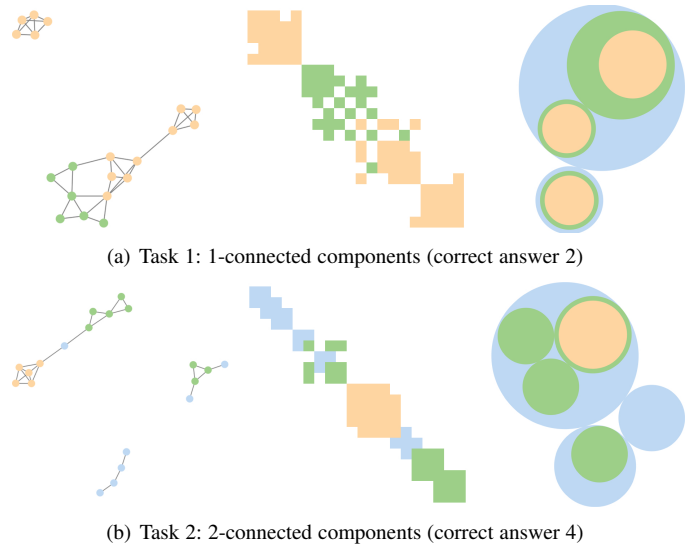 (a) Task 1: 1-connected components (correct answer 2)
(b) Task 2: 2-connected components (correct answer 4)